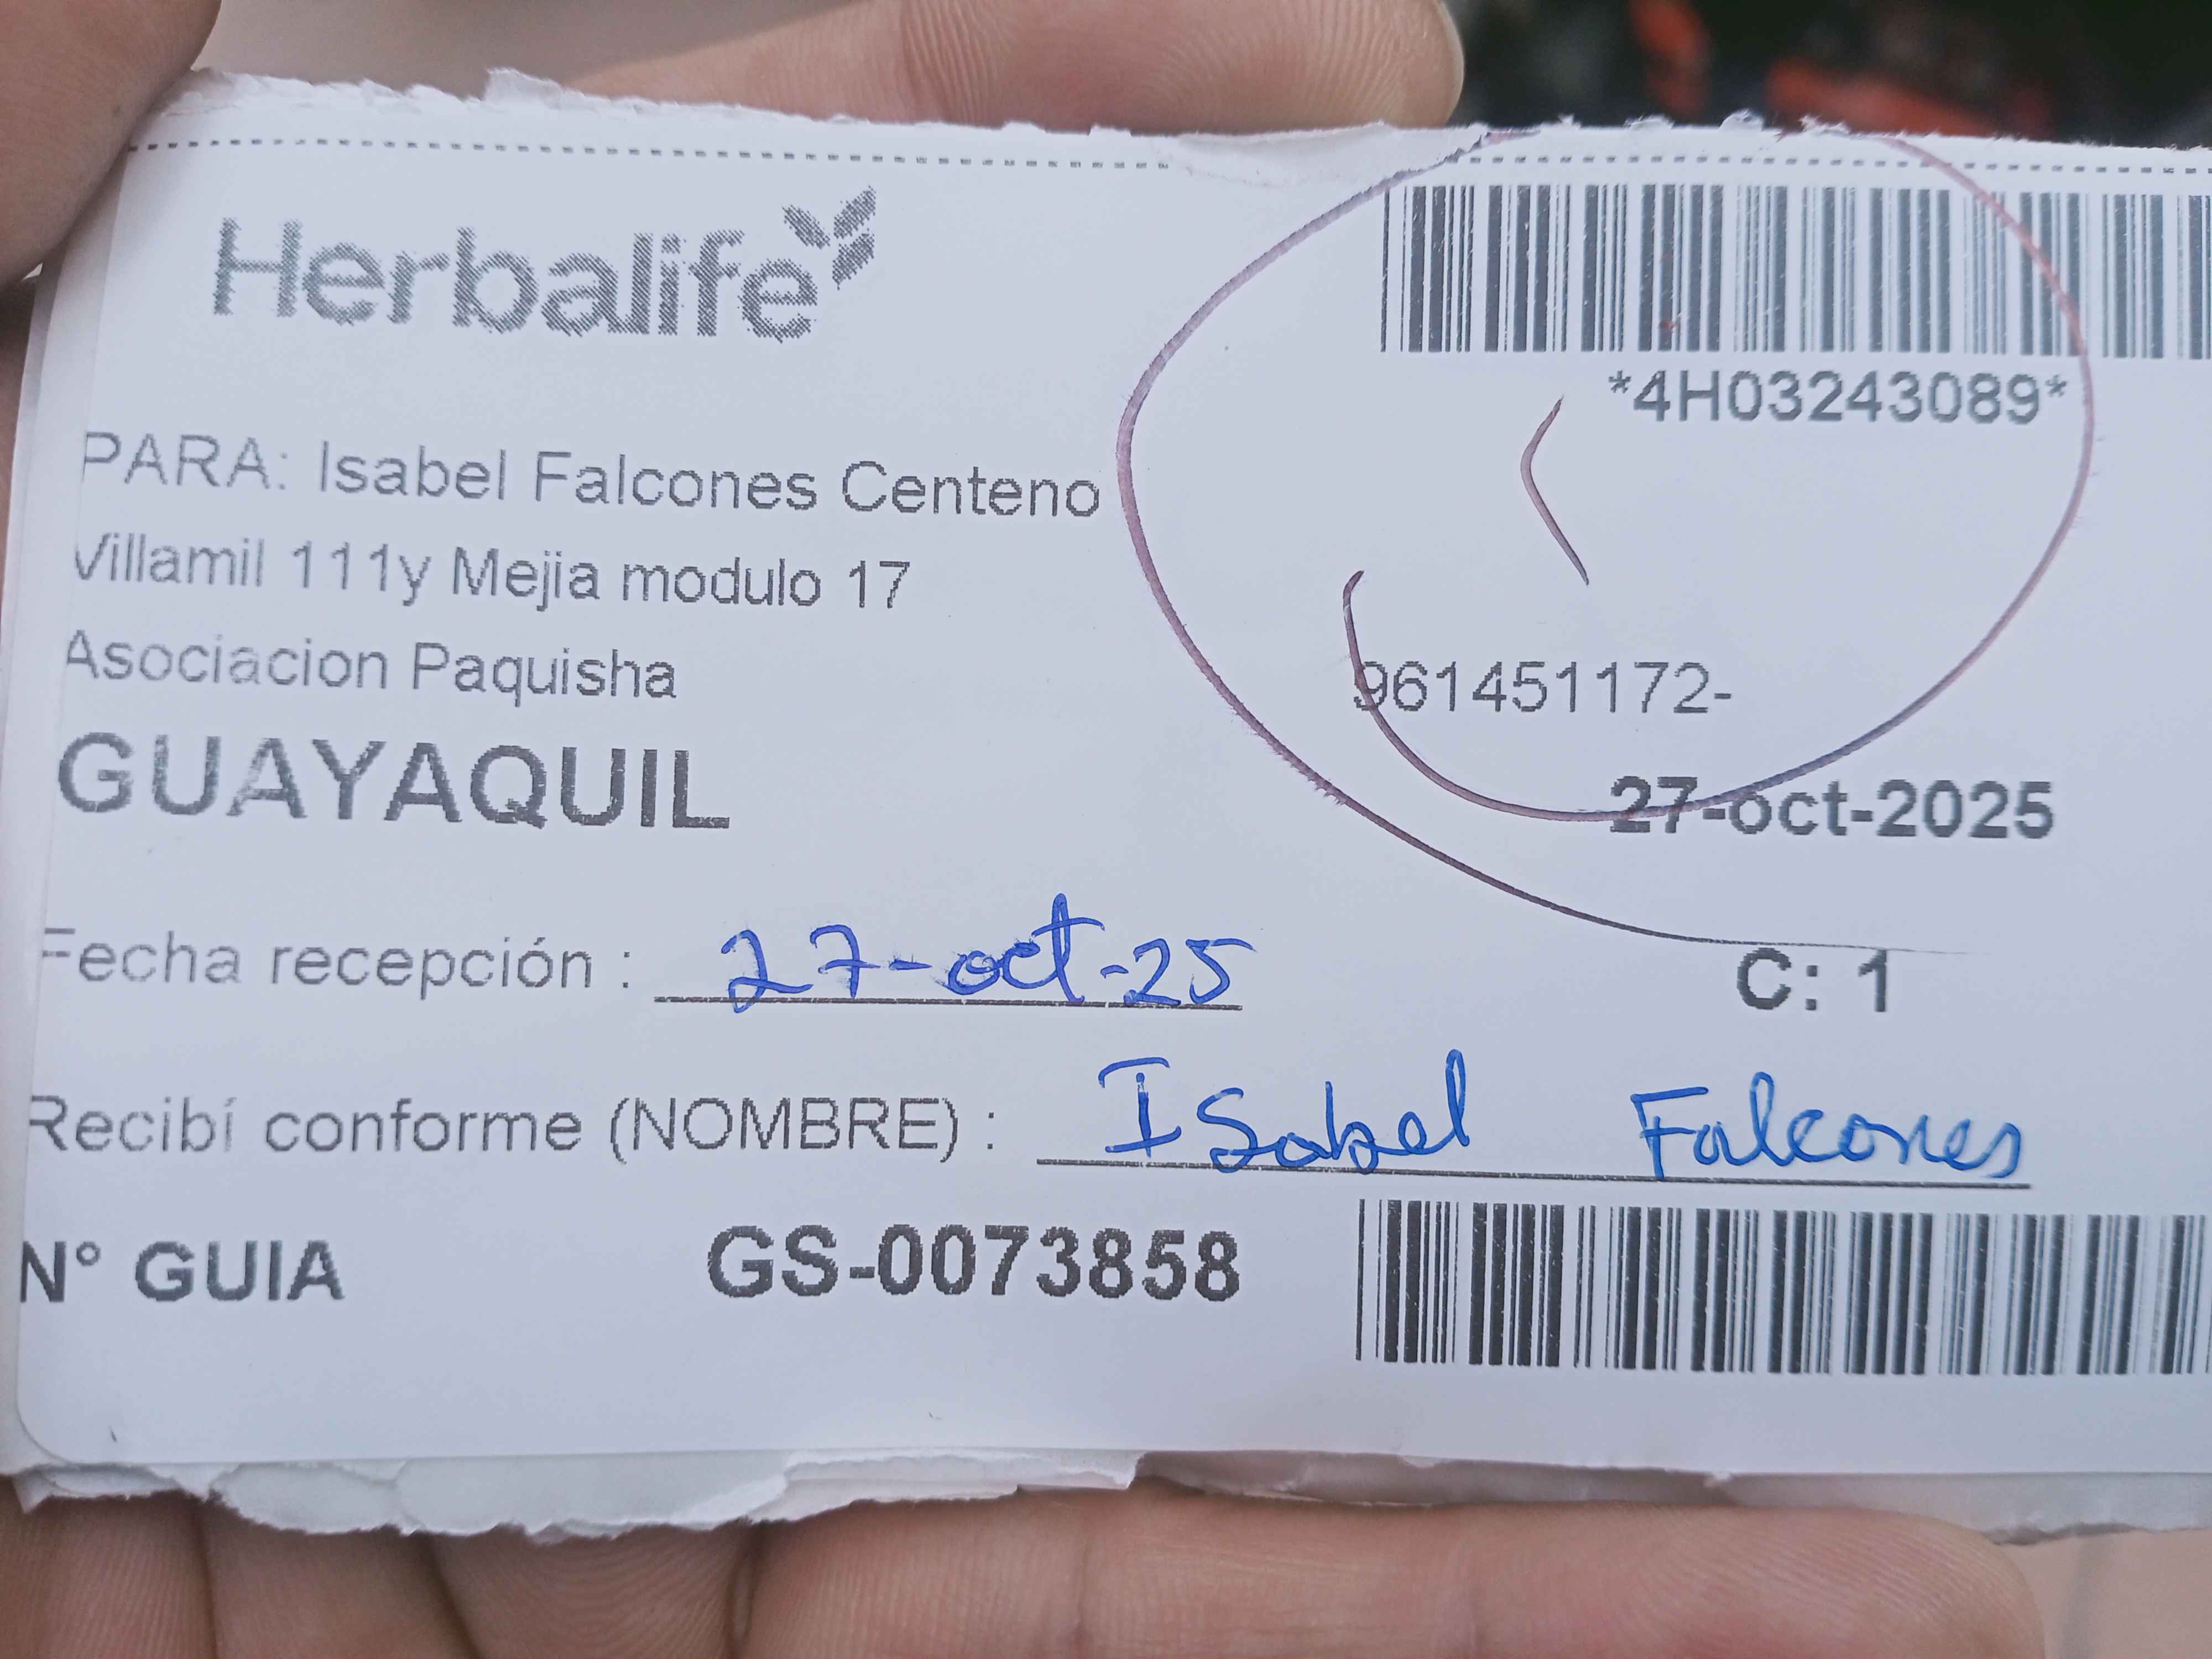 Herbalife
*4H03243089*
PARA: Isabel Falcones Centeno
Villamil 111y Mejia modulo 17
Asociacion Paquisha
961451172-
GUAYAQUIL
27-oct-2025
Fecha recepción : 27-oct-25
C: 1
Recibí conforme (NOMBRE) : Isabel Falcones
N° GUIA GS-0073858